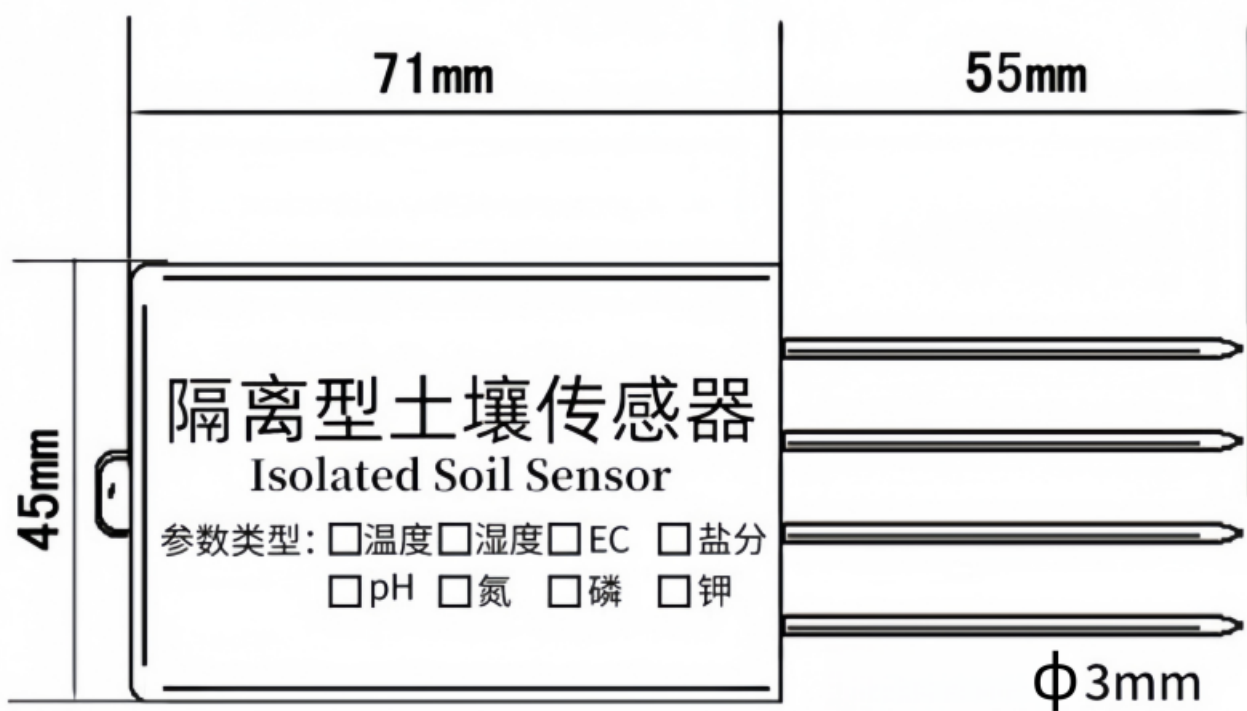 71mm 55mm
45mm
隔离型土壤传感器
Isolated Soil Sensor
参数类型：□温度□湿度□EC □盐分
□pH □氮 □磷 □钾
ϕ3mm